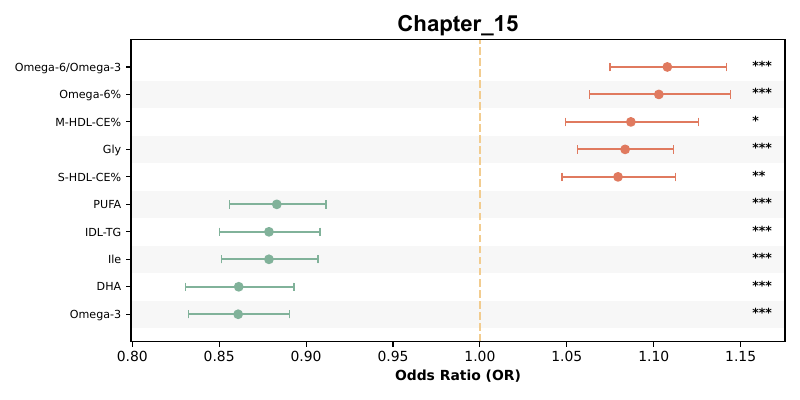 Chapter_15
Omega-6/Omega-3 ***
Omega-6% ***
M-HDL-CE% *
Gly ***
S-HDL-CE% **
PUFA ***
IDL-TG ***
Ile ***
DHA ***
Omega-3 ***
0.80 0.85 0.90 0.95 1.00 1.05 1.10 1.15
Odds Ratio (OR)